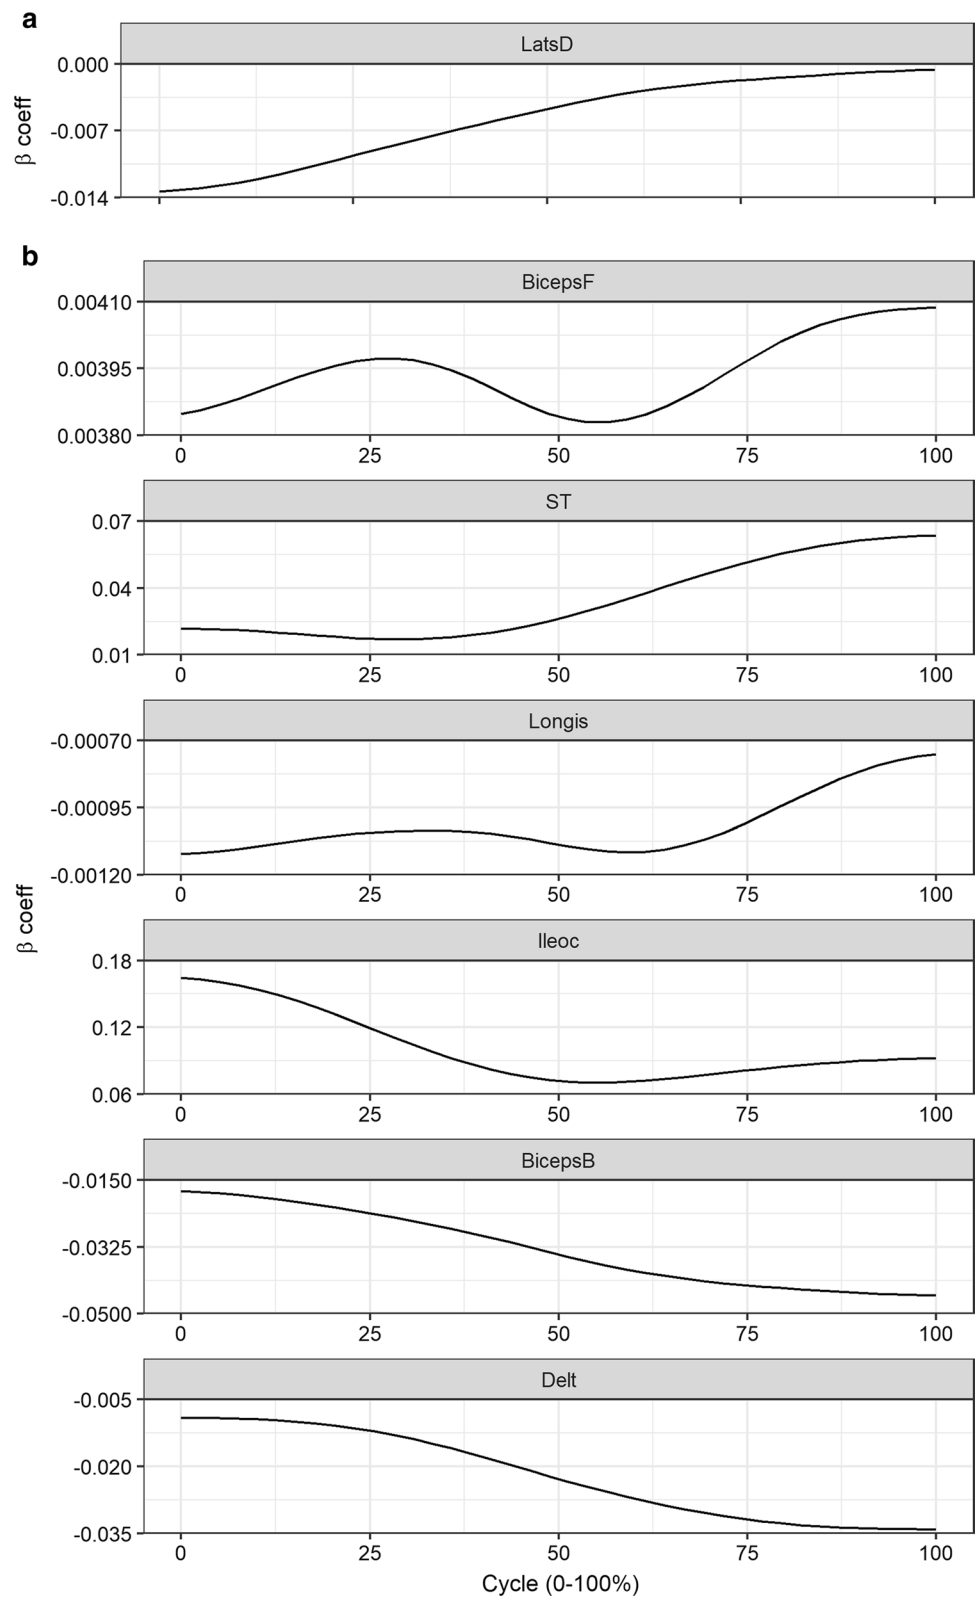 a
LatsD
0.000
-0.007
-0.014
β coeff
b
BicepsF
0.00410
0.00395
0.00380
0 25 50 75 100
ST
0.07
0.04
0.01
0 25 50 75 100
Longis
-0.00070
-0.00095
-0.00120
0 25 50 75 100
β coeff
Ileoc
0.18
0.12
0.06
0 25 50 75 100
BicepsB
-0.0150
-0.0325
-0.0500
0 25 50 75 100
Delt
-0.005
-0.020
-0.035
0 25 50 75 100
Cycle (0-100%)